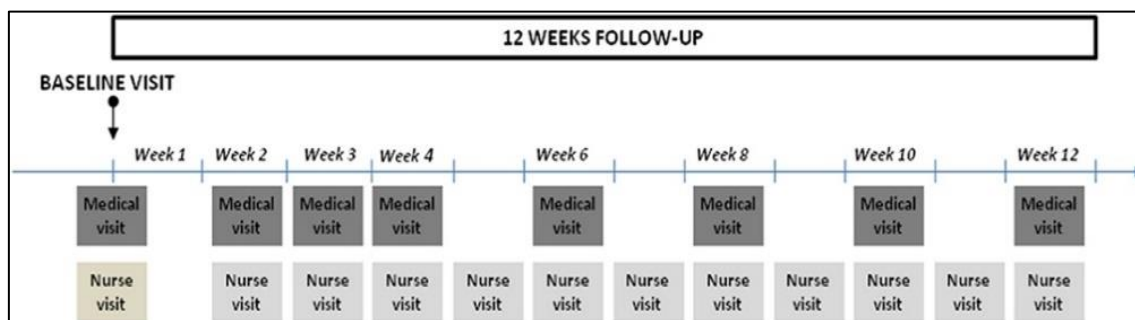 12 WEEKS FOLLOW-UP
BASELINE VISIT
Week 1 Week 2 Week 3 Week 4 Week 6 Week 8 Week 10 Week 12
Medical Medical Medical Medical Medical Medical Medical Medical
visit visit visit visit visit visit visit visit
Nurse Nurse Nurse Nurse Nurse Nurse Nurse Nurse Nurse Nurse Nurse Nurse
visit visit visit visit visit visit visit visit visit visit visit visit